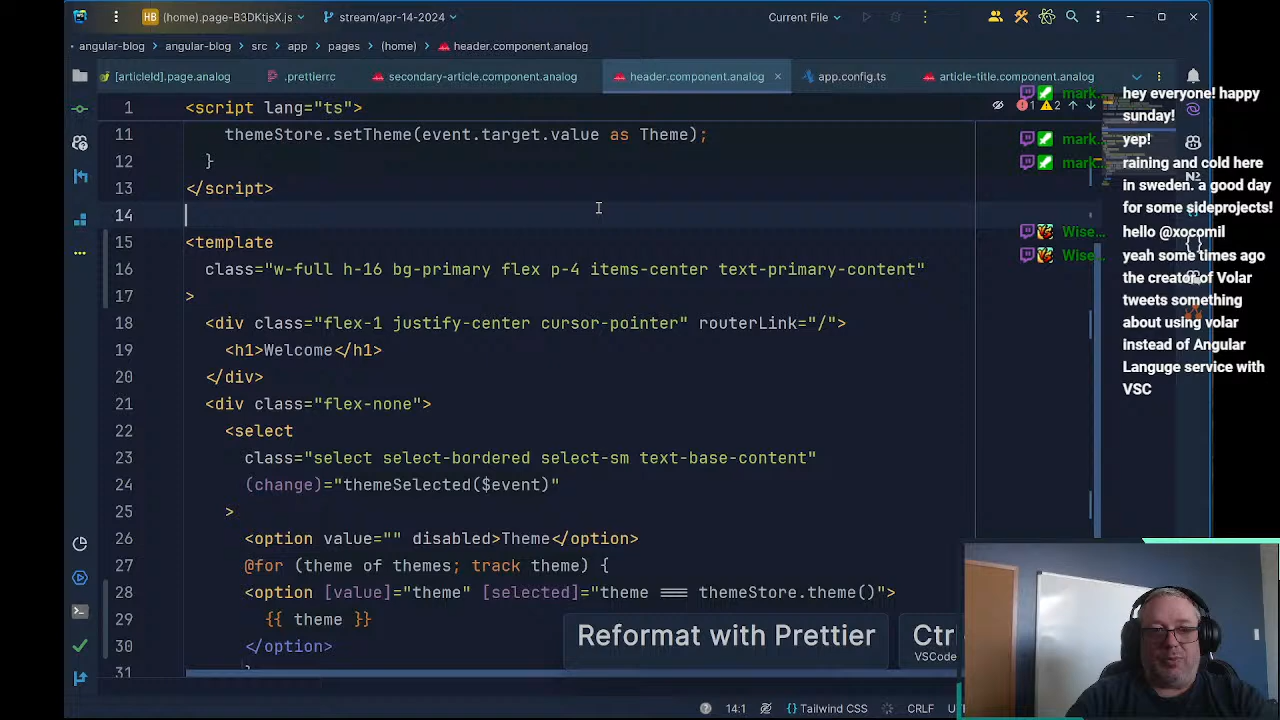 HB (home).page-B3DKtjsX.js
stream/apr-14-2024
Current File
angular-blog > angular-blog > src > app > pages > (home) > header.component.analog
[articleId].page.analog
.prettierrc
secondary-article.component.analog
header.component.analog
app.config.ts
article-title.component.analog
1 <script lang="ts">
11 themeStore.setTheme(event.target.value as Theme);
12 }
13 </script>
14
15 <template
16 class="w-full h-16 bg-primary flex p-4 items-center text-primary-content"
17 >
18 <div class="flex-1 justify-center cursor-pointer" routerLink="/">
19 <h1>Welcome</h1>
20 </div>
21 <div class="flex-none">
22 <select
23 class="select select-bordered select-sm text-base-content"
24 (change)="themeSelected($event)"
25 >
26 <option value="" disabled>Theme</option>
27 @for (theme of themes; track theme) {
28 <option [value]="theme" [selected]="theme === themeStore.theme()">
29 {{ theme }}
30 </option>
31
1 2
mark.. hey everyone! happy
sunday!
mark.. yep!
mark.. raining and cold here
in sweden. a good day
for some sideprojects!
Wise... hello @xocomil
Wise... yeah some times ago
the creator of Volar
tweets something
about using volar
instead of Angular
Languge service with
VSC
Reformat with Prettier
Ctr
VSCode
14:1
{} Tailwind CSS
CRLF